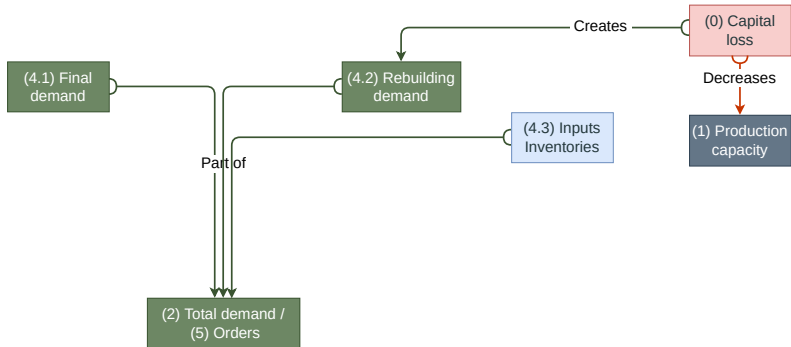 Creates
(0) Capital
loss
(4.1) Final
demand
(4.2) Rebuilding
demand
Decreases
(4.3) Inputs
Inventories
(1) Production
capacity
Part of
(2) Total demand /
(5) Orders